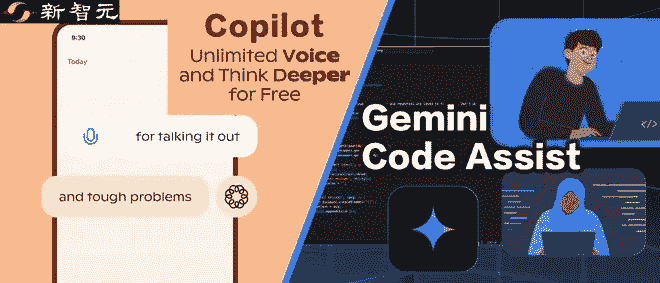 新智元
9:30
Today
Copilot
Unlimited Voice
and Think Deeper
for Free
for talking it out
and tough problems
Gemini
Code Assist
</>